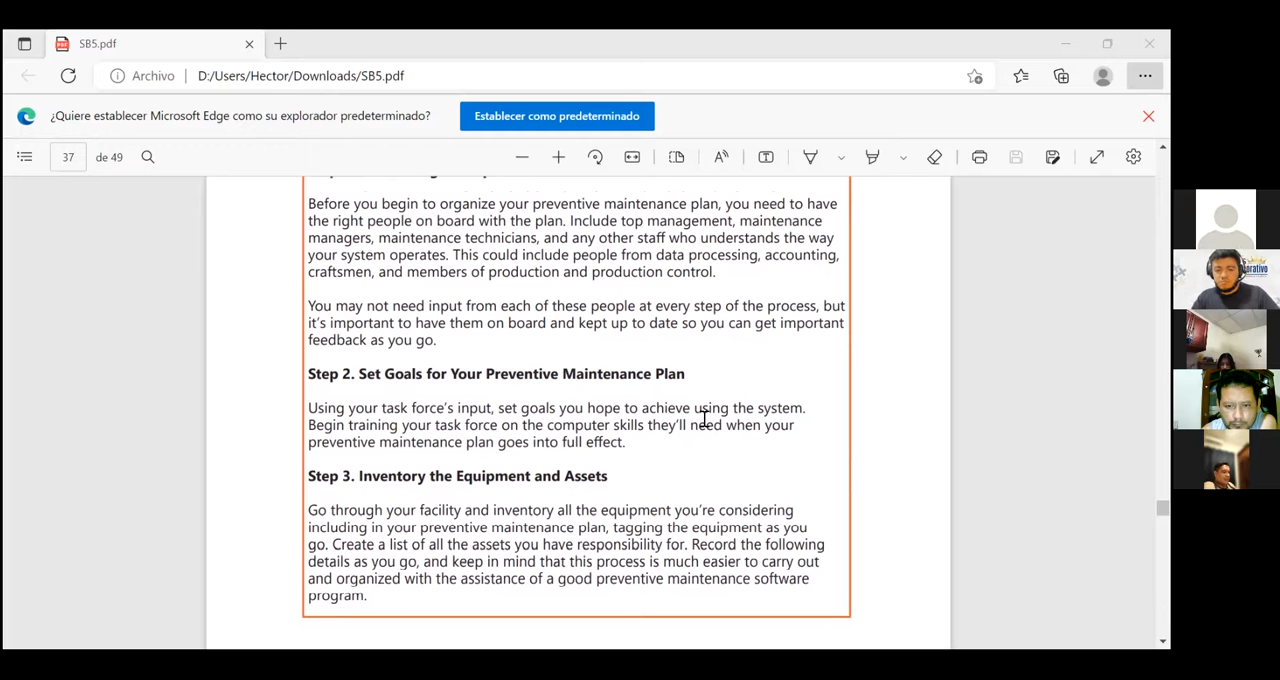 SB5.pdf
Archivo | D:/Users/Hector/Downloads/SB5.pdf
¿Quiere establecer Microsoft Edge como su explorador predeterminado? Establecer como predeterminado
37 de 49
Before you begin to organize your preventive maintenance plan, you need to have
the right people on board with the plan. Include top management, maintenance
managers, maintenance technicians, and any other staff who understands the way
your system operates. This could include people from data processing, accounting,
craftsmen, and members of production and production control.
You may not need input from each of these people at every step of the process, but
it's important to have them on board and kept up to date so you can get important
feedback as you go.
Step 2. Set Goals for Your Preventive Maintenance Plan
Using your task force's input, set goals you hope to achieve using the system.
Begin training your task force on the computer skills they'll need when your
preventive maintenance plan goes into full effect.
Step 3. Inventory the Equipment and Assets
Go through your facility and inventory all the equipment you're considering
including in your preventive maintenance plan, tagging the equipment as you
go. Create a list of all the assets you have responsibility for. Record the following
details as you go, and keep in mind that this process is much easier to carry out
and organized with the assistance of a good preventive maintenance software
program.